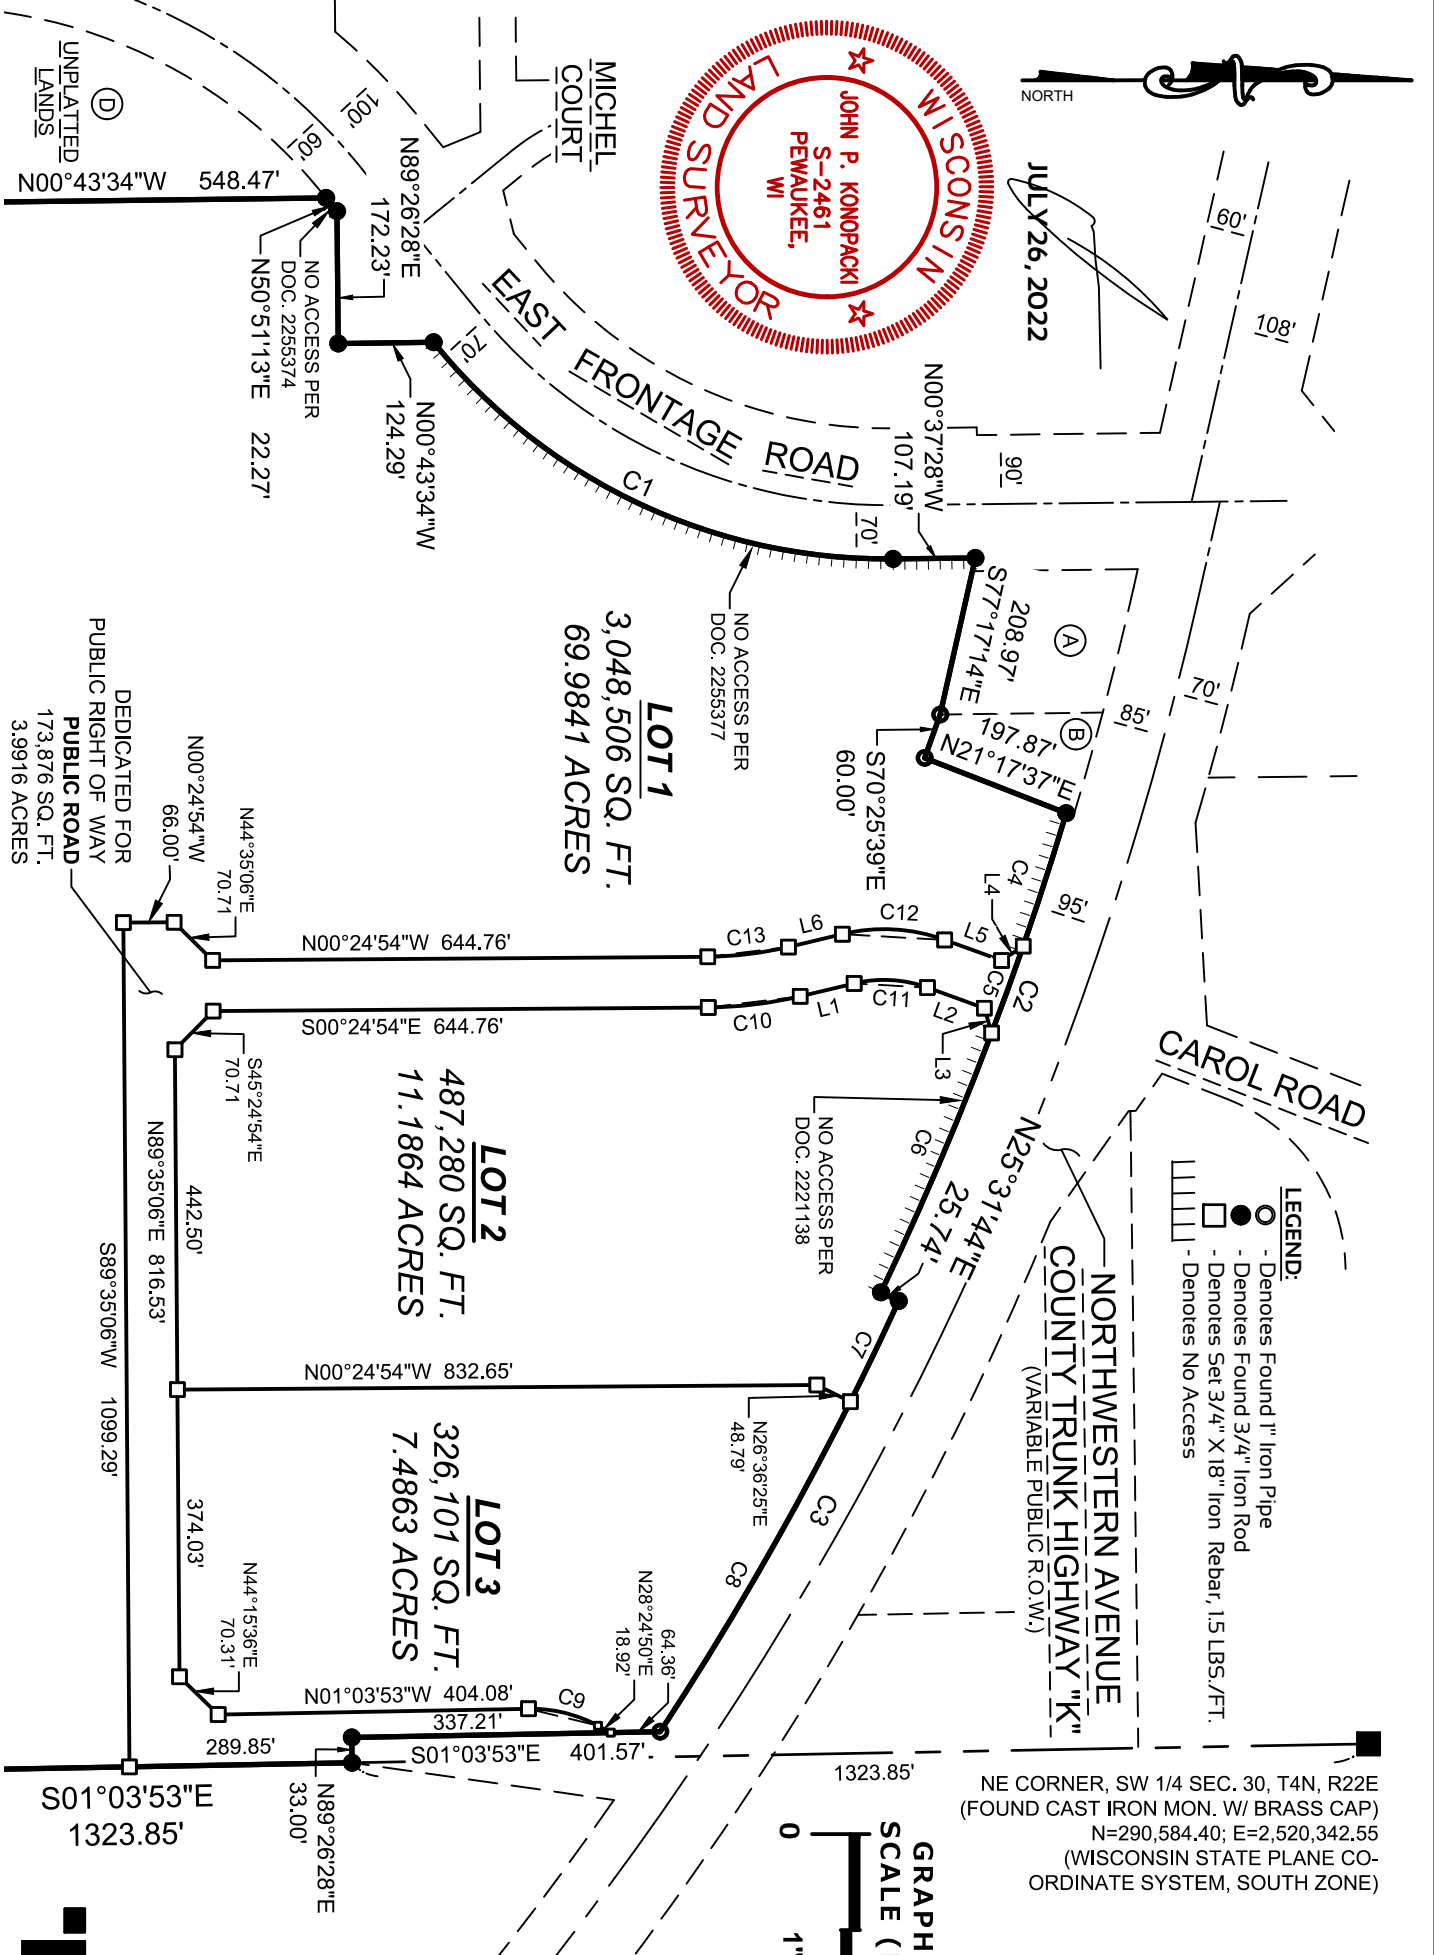 NORTH
JULY 26, 2022
WISCONSIN
LAND SURVEYOR
JOHN P. KONOPACKI
S-2461
PEWAUKEE,
WI
MICHEL
COURT
D
UNPLATTED
LANDS
100'
60'
N00°43'34"W 548.47'
N89°26'28"E
172.23'
NO ACCESS PER
DOC. 2255374
N50°51'13"E 22.27'
N00°43'34"W
124.29'
70'
EAST FRONTAGE ROAD
C1
N00°37'28"W
107.19'
90'
70'
60'
108'
NO ACCESS PER
DOC. 2255377
208.97'
S77°17'14"E
A
B
197.87'
N21°17'37"E
S70°25'39"E
60.00'
85'
70'
95'
LOT 1
3,048,506 SQ. FT.
69.9841 ACRES
C4
L4
C2
C5
L5
C12
L6
C13
L3
L2
C11
L1
C10
N00°24'54"W 644.76'
S00°24'54"E 644.76'
N44°35'06"E
70.71
N00°24'54"W
66.00'
DEDICATED FOR
PUBLIC RIGHT OF WAY
PUBLIC ROAD
173,876 SQ. FT.
3.9916 ACRES
S45°24'54"E
70.71
LOT 2
487,280 SQ. FT.
11.1864 ACRES
442.50'
N89°35'06"E 816.53'
S89°35'06"W 1099.29'
374.03'
NO ACCESS PER
DOC. 2221138
C6
N25°31'44"E
25.74'
C7
CAROL ROAD
LEGEND:
- Denotes Found 1" Iron Pipe
- Denotes Found 3/4" Iron Rod
- Denotes Set 3/4" X 18" Iron Rebar, 1.5 LBS./FT.
- Denotes No Access
NORTHWESTERN AVENUE
COUNTY TRUNK HIGHWAY "K"
(VARIABLE PUBLIC R.O.W.)
N00°24'54"W 832.65'
N26°36'25"E
48.79'
C3
C8
LOT 3
326,101 SQ. FT.
7.4863 ACRES
64.36'
N28°24'50"E
18.92'
N44°15'36"E
70.31'
N01°03'53"W 404.08'
C9
337.21'
S01°03'53"E 401.57'
289.85'
N89°26'28"E
33.00'
S01°03'53"E
1323.85'
1323.85'
NE CORNER, SW 1/4 SEC. 30, T4N, R22E
(FOUND CAST IRON MON. W/ BRASS CAP)
N=290,584.40; E=2,520,342.55
(WISCONSIN STATE PLANE CO-
ORDINATE SYSTEM, SOUTH ZONE)
GRAPH
SCALE (
0
1"